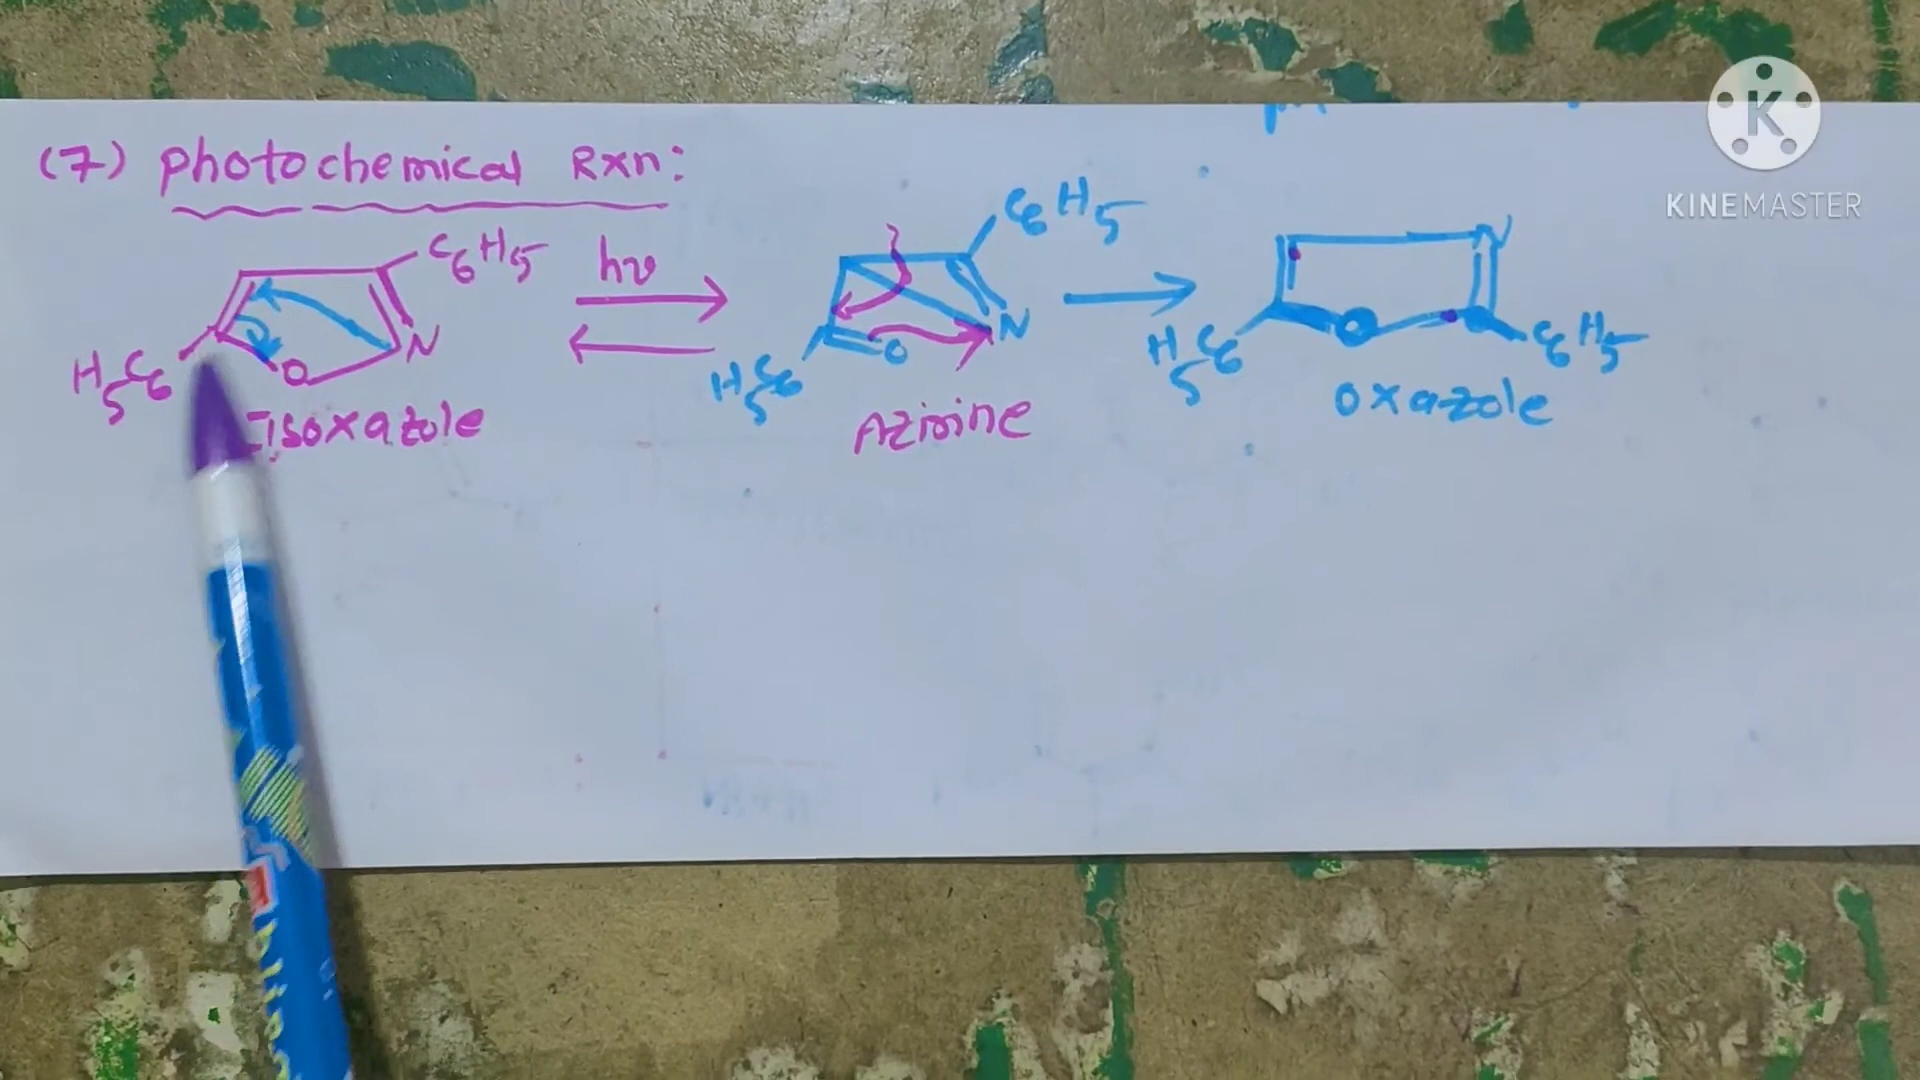 (7) Photochemical Rxn:
K
KINEMASTER
C6H5 hν C6H5 N
N O H5C6 N O H5C6 O C6H5 H5C6
Isoxazole Azirine Oxazole